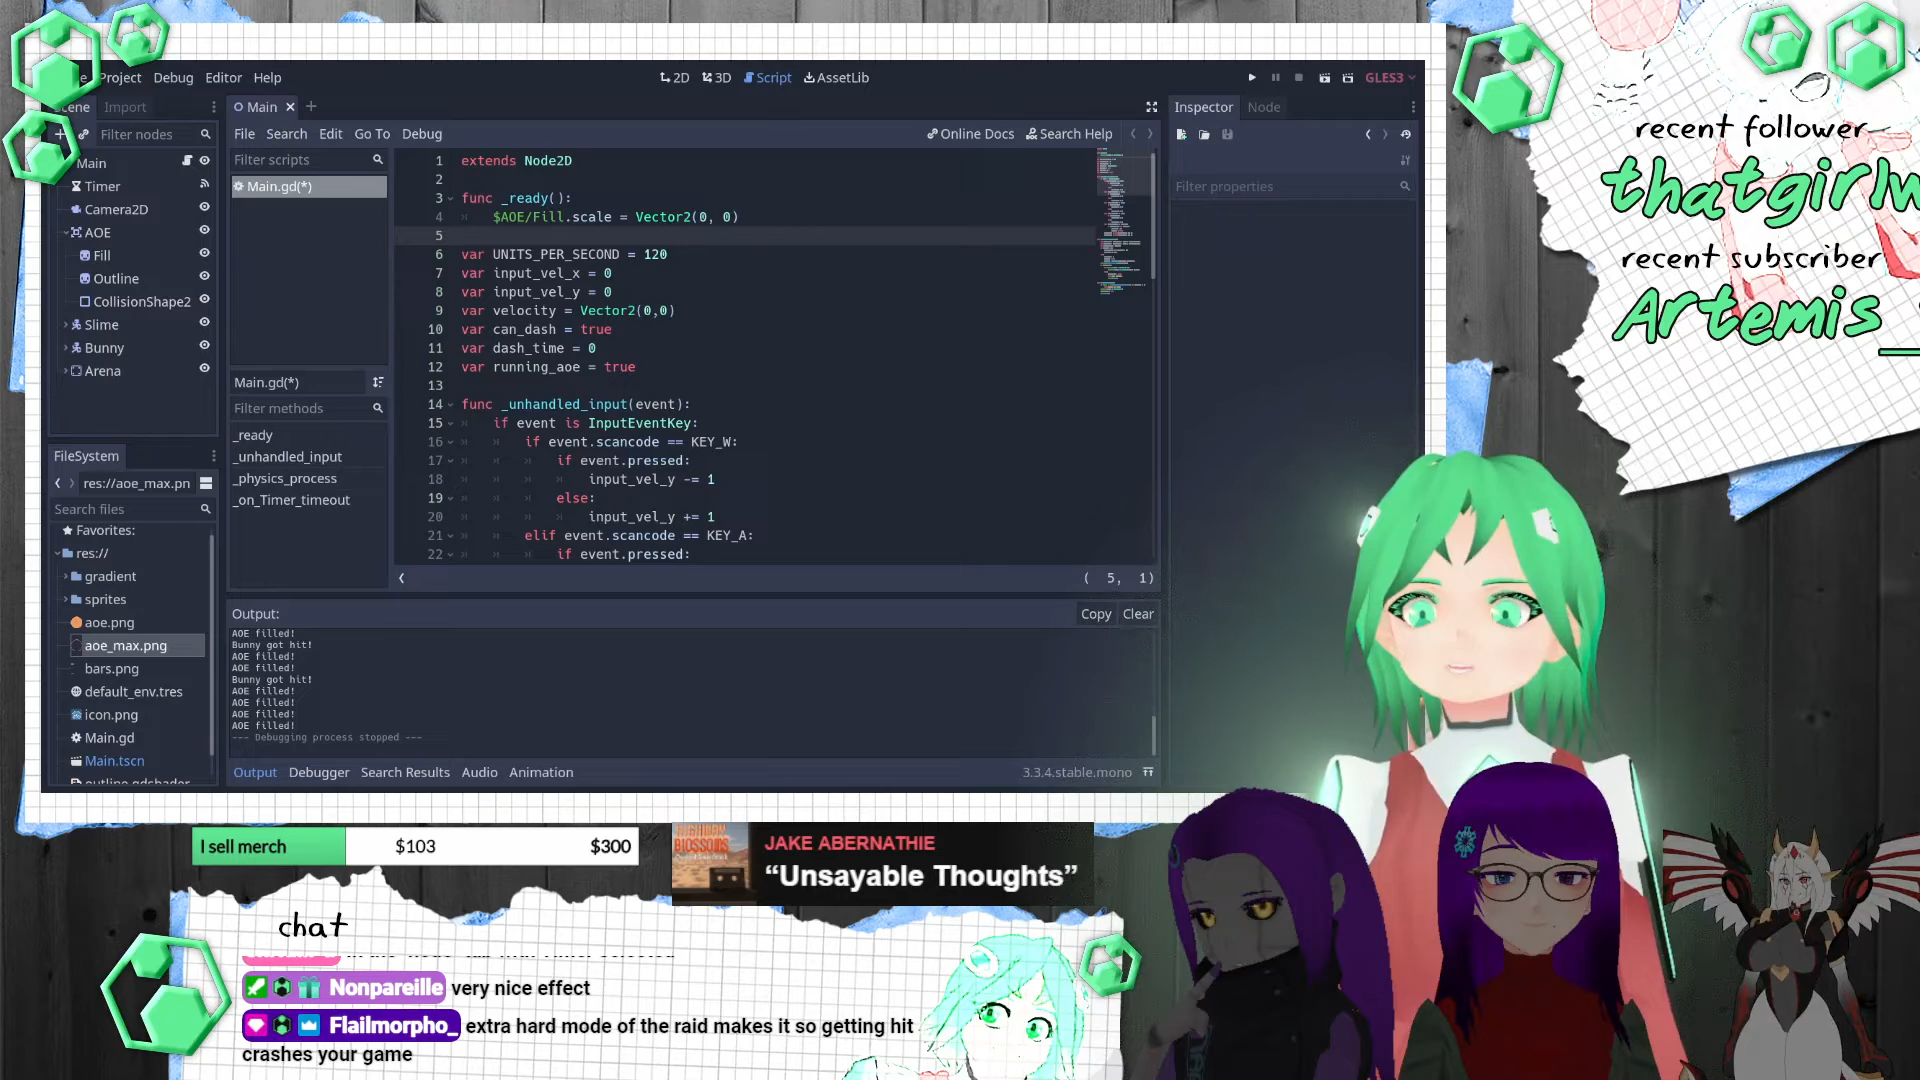 Project Debug Editor Help
2D 3D Script AssetLib
GLES3
Scene Import
Filter nodes
Main
Timer
Camera2D
AOE
Fill
Outline
CollisionShape2
Slime
Bunny
Arena
FileSystem
res://aoe_max.pn
Search files
Favorites:
res://
gradient
sprites
aoe.png
aoe_max.png
bars.png
default_env.tres
icon.png
Main.gd
Main.tscn
outline.gdshader
Main
File Search Edit Go To Debug
Online Docs Search Help
Filter scripts
Main.gd(*)
Main.gd(*)
Filter methods
_ready
_unhandled_input
_physics_process
_on_Timer_timeout
1 extends Node2D
2
3 func _ready():
4 $AOE/Fill.scale = Vector2(0, 0)
5
6 var UNITS_PER_SECOND = 120
7 var input_vel_x = 0
8 var input_vel_y = 0
9 var velocity = Vector2(0,0)
10 var can_dash = true
11 var dash_time = 0
12 var running_aoe = true
13
14 func _unhandled_input(event):
15 if event is InputEventKey:
16 if event.scancode == KEY_W:
17 if event.pressed:
18 input_vel_y -= 1
19 else:
20 input_vel_y += 1
21 elif event.scancode == KEY_A:
22 if event.pressed:
( 5, 1)
Output:
Copy Clear
AOE filled!
Bunny got hit!
AOE filled!
AOE filled!
Bunny got hit!
AOE filled!
AOE filled!
AOE filled!
AOE filled!
--- Debugging process stopped ---
Output Debugger Search Results Audio Animation
3.3.4.stable.mono
Inspector Node
Filter properties
recent follower
thatgirlw
recent subscriber
Artemis_
I sell merch $103 $300
HIGHWAY
BLOSSOMS
JAKE ABERNATHIE
“Unsayable Thoughts”
chat
Nonpareille very nice effect
Flailmorpho_ extra hard mode of the raid makes it so getting hit
crashes your game